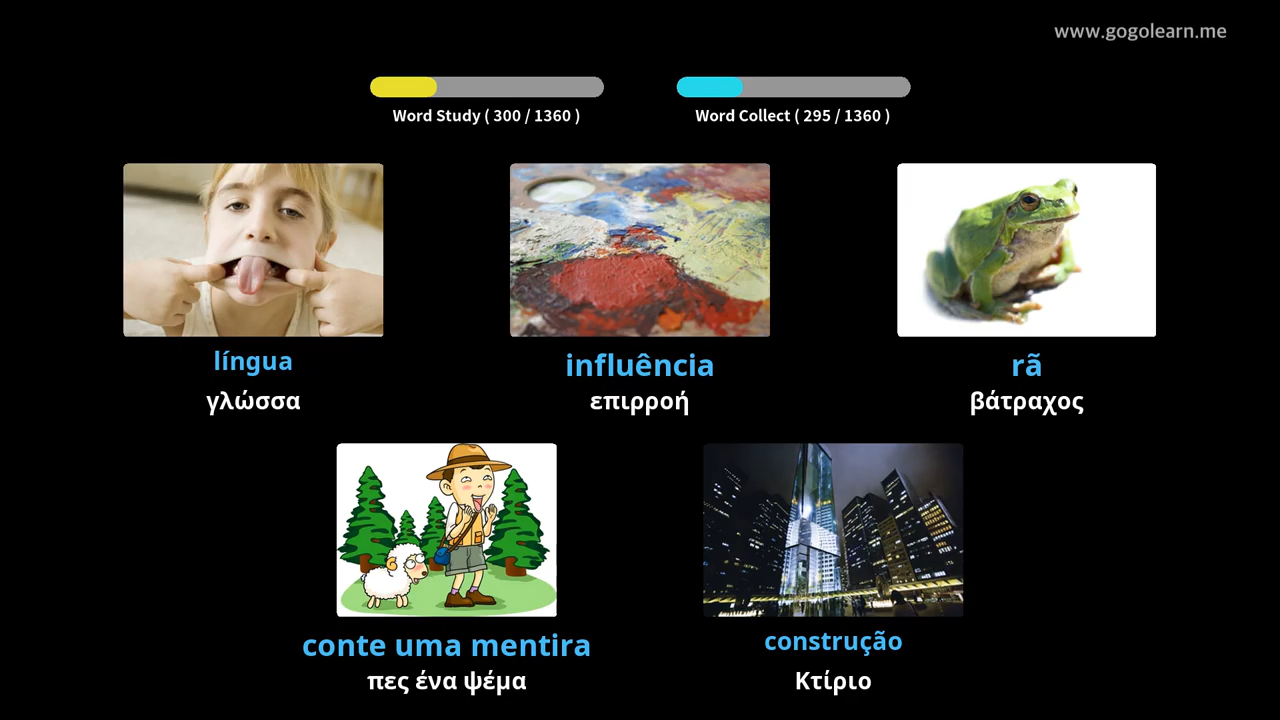 www.gogolearn.me
Word Study ( 300 / 1360 )
Word Collect ( 295 / 1360 )
língua
γλώσσα
influência
επιρροή
rã
βάτραχος
conte uma mentira
πες ένα ψέμα
construção
Κτίριο